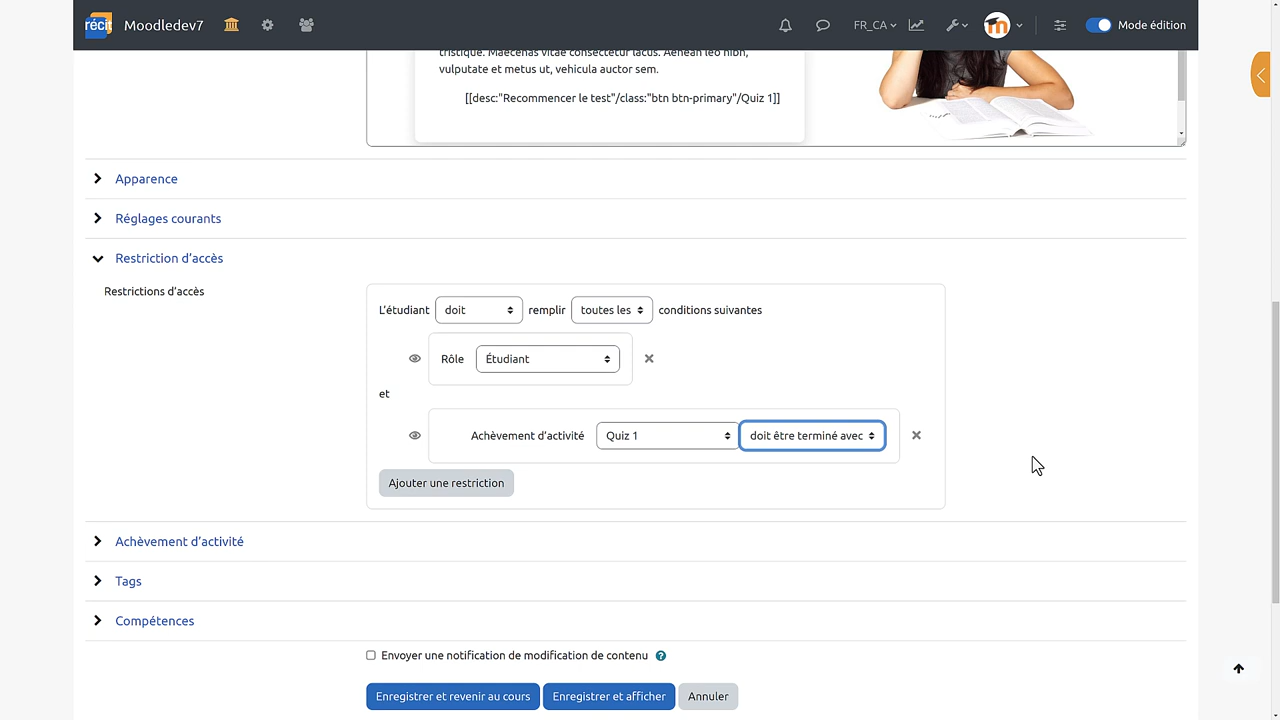 récit Moodledev7 FR_CA Mode édition
tristique. Maecenas vitae consectetur lacus. Aenean leo nibh,
vulputate et metus ut, vehicula auctor sem.
[[desc:"Recommencer le test"/class:"btn btn-primary"/Quiz 1]]
Apparence
Réglages courants
Restriction d'accès
Restrictions d'accès
L'étudiant doit remplir toutes les conditions suivantes
Rôle Étudiant
et
Achèvement d'activité Quiz 1 doit être terminé avec
Ajouter une restriction
Achèvement d'activité
Tags
Compétences
Envoyer une notification de modification de contenu
Enregistrer et revenir au cours Enregistrer et afficher Annuler